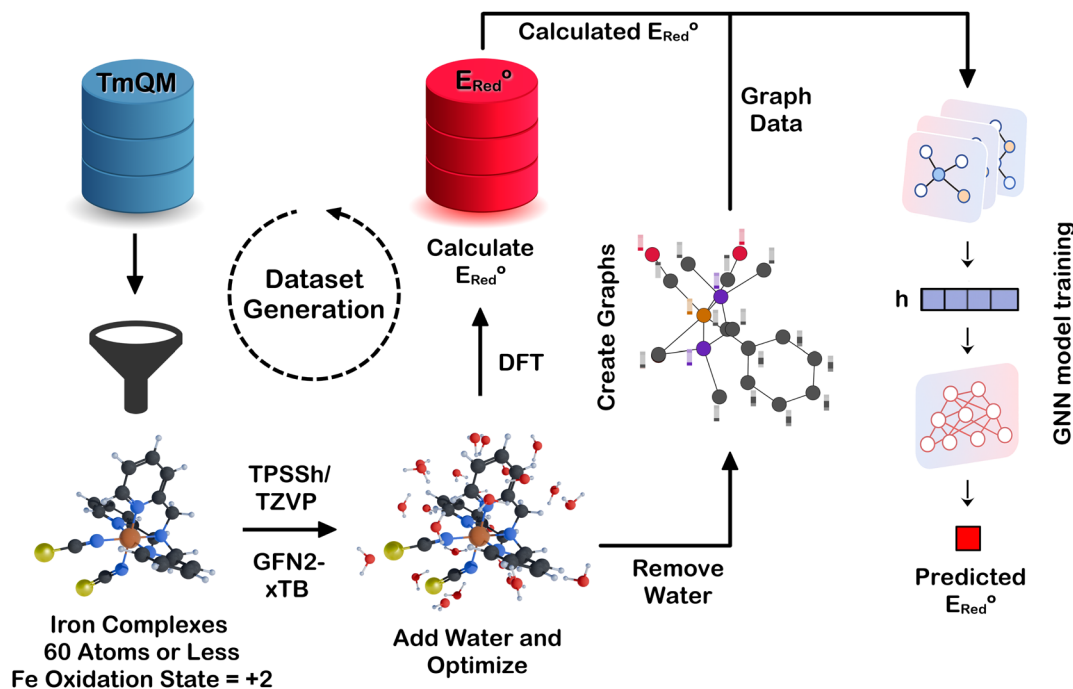 TmQM
Iron Complexes
60 Atoms or Less
Fe Oxidation State = +2
TPSSh/
TZVP
GFN2-
xTB
Add Water and
Optimize
DFT
Calculate
E_Red°
E_Red°
Dataset
Generation
Remove
Water
Create Graphs
Graph
Data
Calculated E_Red°
h
GNN model training
Predicted
E_Red°